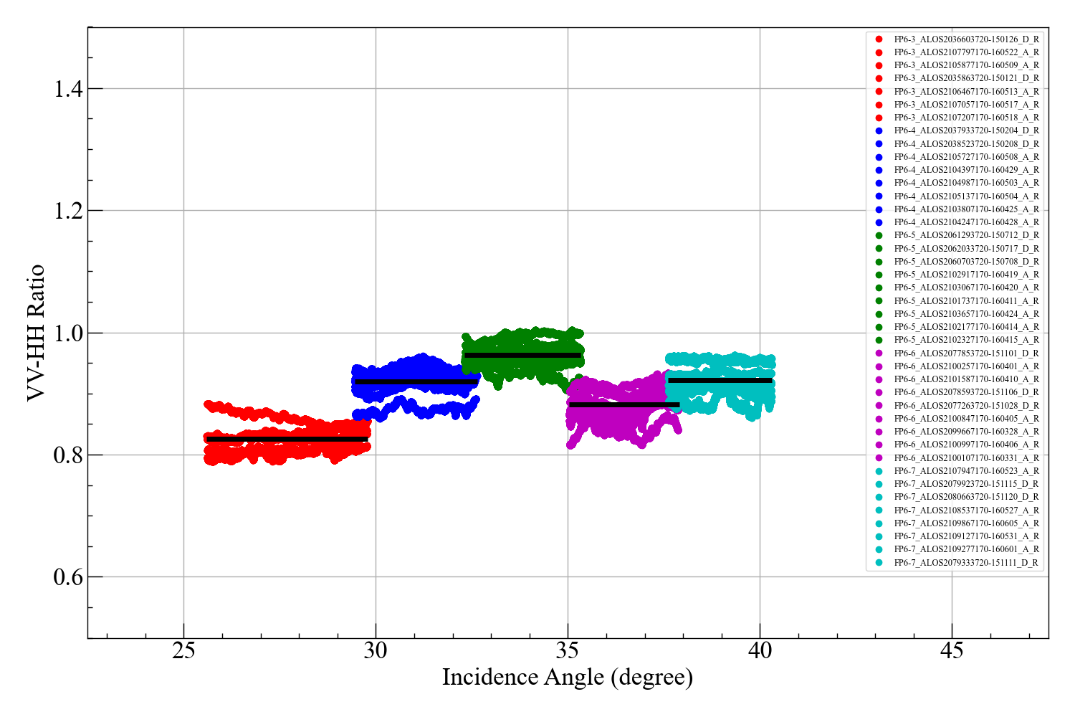 VV-HH Ratio
1.4
1.2
1.0
0.8
0.6
25 30 35 40 45
Incidence Angle (degree)
FP6-3_ALOS2036603720-150126_D_R
FP6-3_ALOS2107797170-160522_A_R
FP6-3_ALOS2105877170-160509_A_R
FP6-3_ALOS2035863720-150121_D_R
FP6-3_ALOS2106467170-160513_A_R
FP6-3_ALOS2107057170-160517_A_R
FP6-3_ALOS2107207170-160518_A_R
FP6-4_ALOS2037933720-150204_D_R
FP6-4_ALOS2038523720-150208_D_R
FP6-4_ALOS2105727170-160508_A_R
FP6-4_ALOS2104397170-160429_A_R
FP6-4_ALOS2104987170-160503_A_R
FP6-4_ALOS2105137170-160504_A_R
FP6-4_ALOS2103807170-160425_A_R
FP6-4_ALOS2104247170-160428_A_R
FP6-5_ALOS2061293720-150712_D_R
FP6-5_ALOS2062033720-150717_D_R
FP6-5_ALOS2060703720-150708_D_R
FP6-5_ALOS2102917170-160419_A_R
FP6-5_ALOS2103067170-160420_A_R
FP6-5_ALOS2101737170-160411_A_R
FP6-5_ALOS2103657170-160424_A_R
FP6-5_ALOS2102177170-160414_A_R
FP6-5_ALOS2102327170-160415_A_R
FP6-6_ALOS2077853720-151101_D_R
FP6-6_ALOS2100257170-160401_A_R
FP6-6_ALOS2101587170-160410_A_R
FP6-6_ALOS2078593720-151106_D_R
FP6-6_ALOS2077263720-151028_D_R
FP6-6_ALOS2100847170-160405_A_R
FP6-6_ALOS2099667170-160328_A_R
FP6-6_ALOS2100997170-160406_A_R
FP6-6_ALOS2100107170-160331_A_R
FP6-7_ALOS2107947170-160523_A_R
FP6-7_ALOS2079923720-151115_D_R
FP6-7_ALOS2080663720-151120_D_R
FP6-7_ALOS2108537170-160527_A_R
FP6-7_ALOS2109867170-160605_A_R
FP6-7_ALOS2109127170-160531_A_R
FP6-7_ALOS2109277170-160601_A_R
FP6-7_ALOS2079333720-151111_D_R